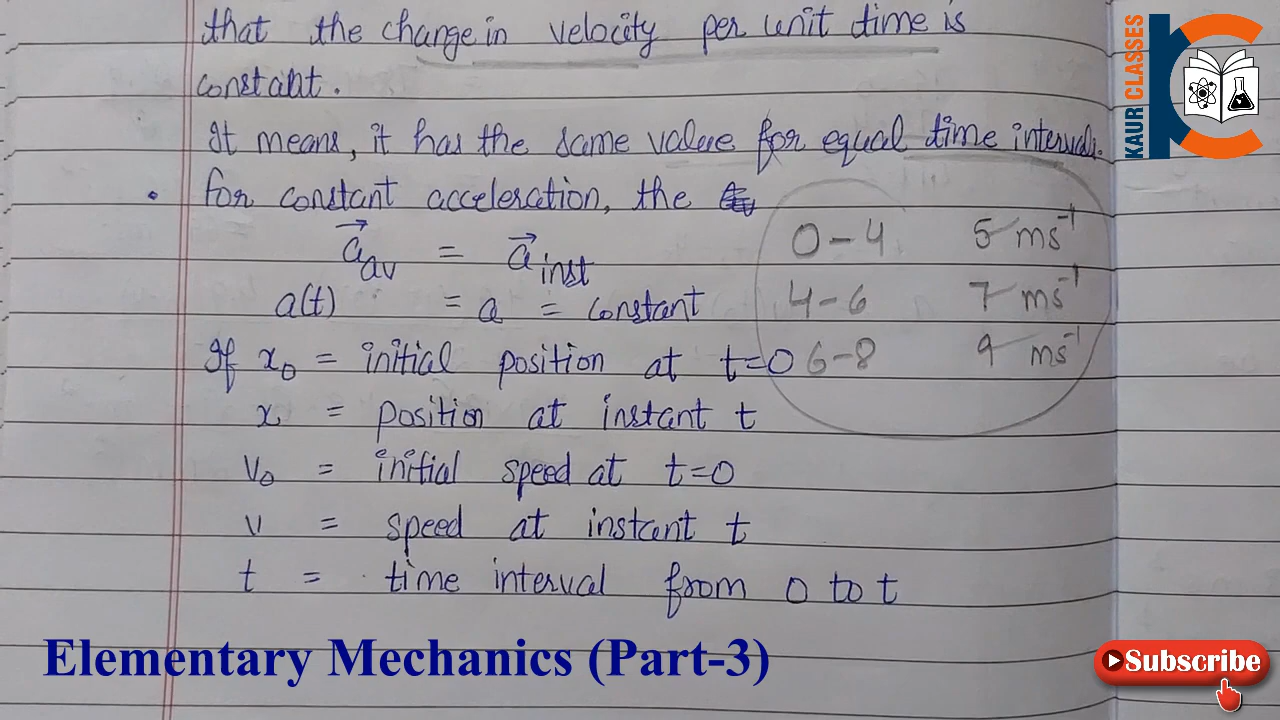 that the change in velocity per unit time is
constant.
It means, it has the same value for equal time intervals.
• for constant acceleration, the
a⃗ av = a⃗ inst
a(t) = a = constant
0 - 4 5 ms⁻¹
4 - 6 7 ms⁻¹
6 - 8 9 ms⁻¹
If x₀ = initial position at t=0
x = position at instant t
v₀ = initial speed at t=0
v = speed at instant t
t = time interval from 0 to t
Elementary Mechanics (Part-3)
KAUR CLASSES
Subscribe